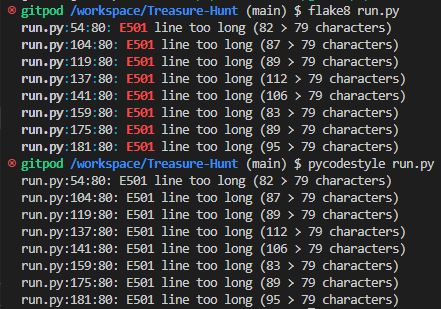 gitpod /workspace/Treasure-Hunt (main) $ flake8 run.py
run.py:54:80: E501 line too long (82 > 79 characters)
run.py:104:80: E501 line too long (87 > 79 characters)
run.py:119:80: E501 line too long (89 > 79 characters)
run.py:137:80: E501 line too long (112 > 79 characters)
run.py:141:80: E501 line too long (106 > 79 characters)
run.py:159:80: E501 line too long (83 > 79 characters)
run.py:175:80: E501 line too long (89 > 79 characters)
run.py:181:80: E501 line too long (95 > 79 characters)
gitpod /workspace/Treasure-Hunt (main) $ pycodestyle run.py
run.py:54:80: E501 line too long (82 > 79 characters)
run.py:104:80: E501 line too long (87 > 79 characters)
run.py:119:80: E501 line too long (89 > 79 characters)
run.py:137:80: E501 line too long (112 > 79 characters)
run.py:141:80: E501 line too long (106 > 79 characters)
run.py:159:80: E501 line too long (83 > 79 characters)
run.py:175:80: E501 line too long (89 > 79 characters)
run.py:181:80: E501 line too long (95 > 79 characters)